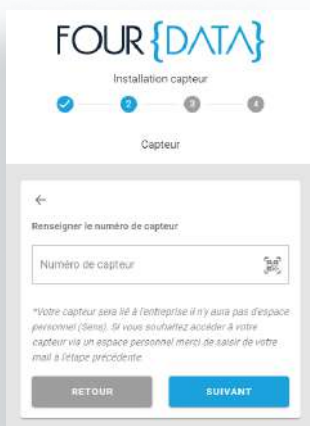 FOUR {DATA}
Installation capteur
2 3 4
Capteur
Renseigner le numéro de capteur
Numéro de capteur
*Votre capteur sera lié à l'entreprise il n'y aura pas d'espace
personnel (Sens). Si vous souhaitez accéder à votre
capteur via un espace personnel merci de saisir de votre
mail à l'étape précédente.
RETOUR SUIVANT